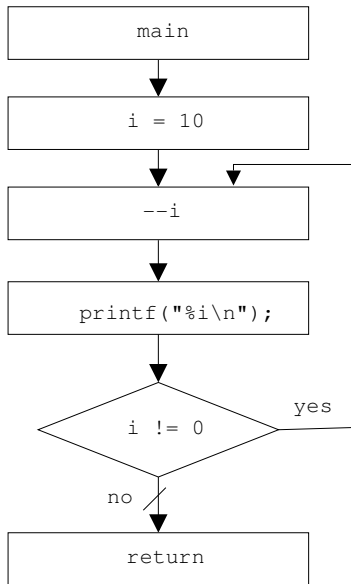 main
i = 10
--i
printf("%i\n");
i != 0
yes
no
return